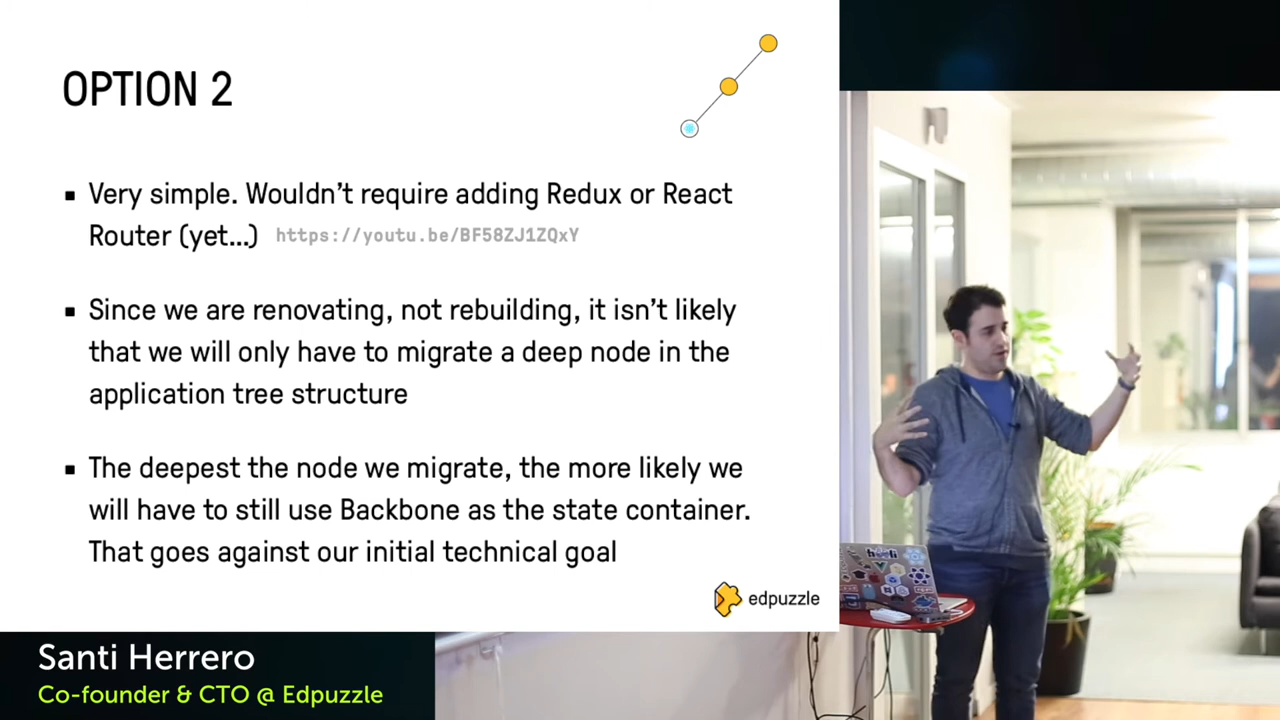 OPTION 2
▪ Very simple. Wouldn't require adding Redux or React
Router (yet...) https://youtu.be/BF58ZJ1ZQxY
▪ Since we are renovating, not rebuilding, it isn't likely
that we will only have to migrate a deep node in the
application tree structure
▪ The deepest the node we migrate, the more likely we
will have to still use Backbone as the state container.
That goes against our initial technical goal
edpuzzle
Santi Herrero
Co-founder & CTO @ Edpuzzle
hooli